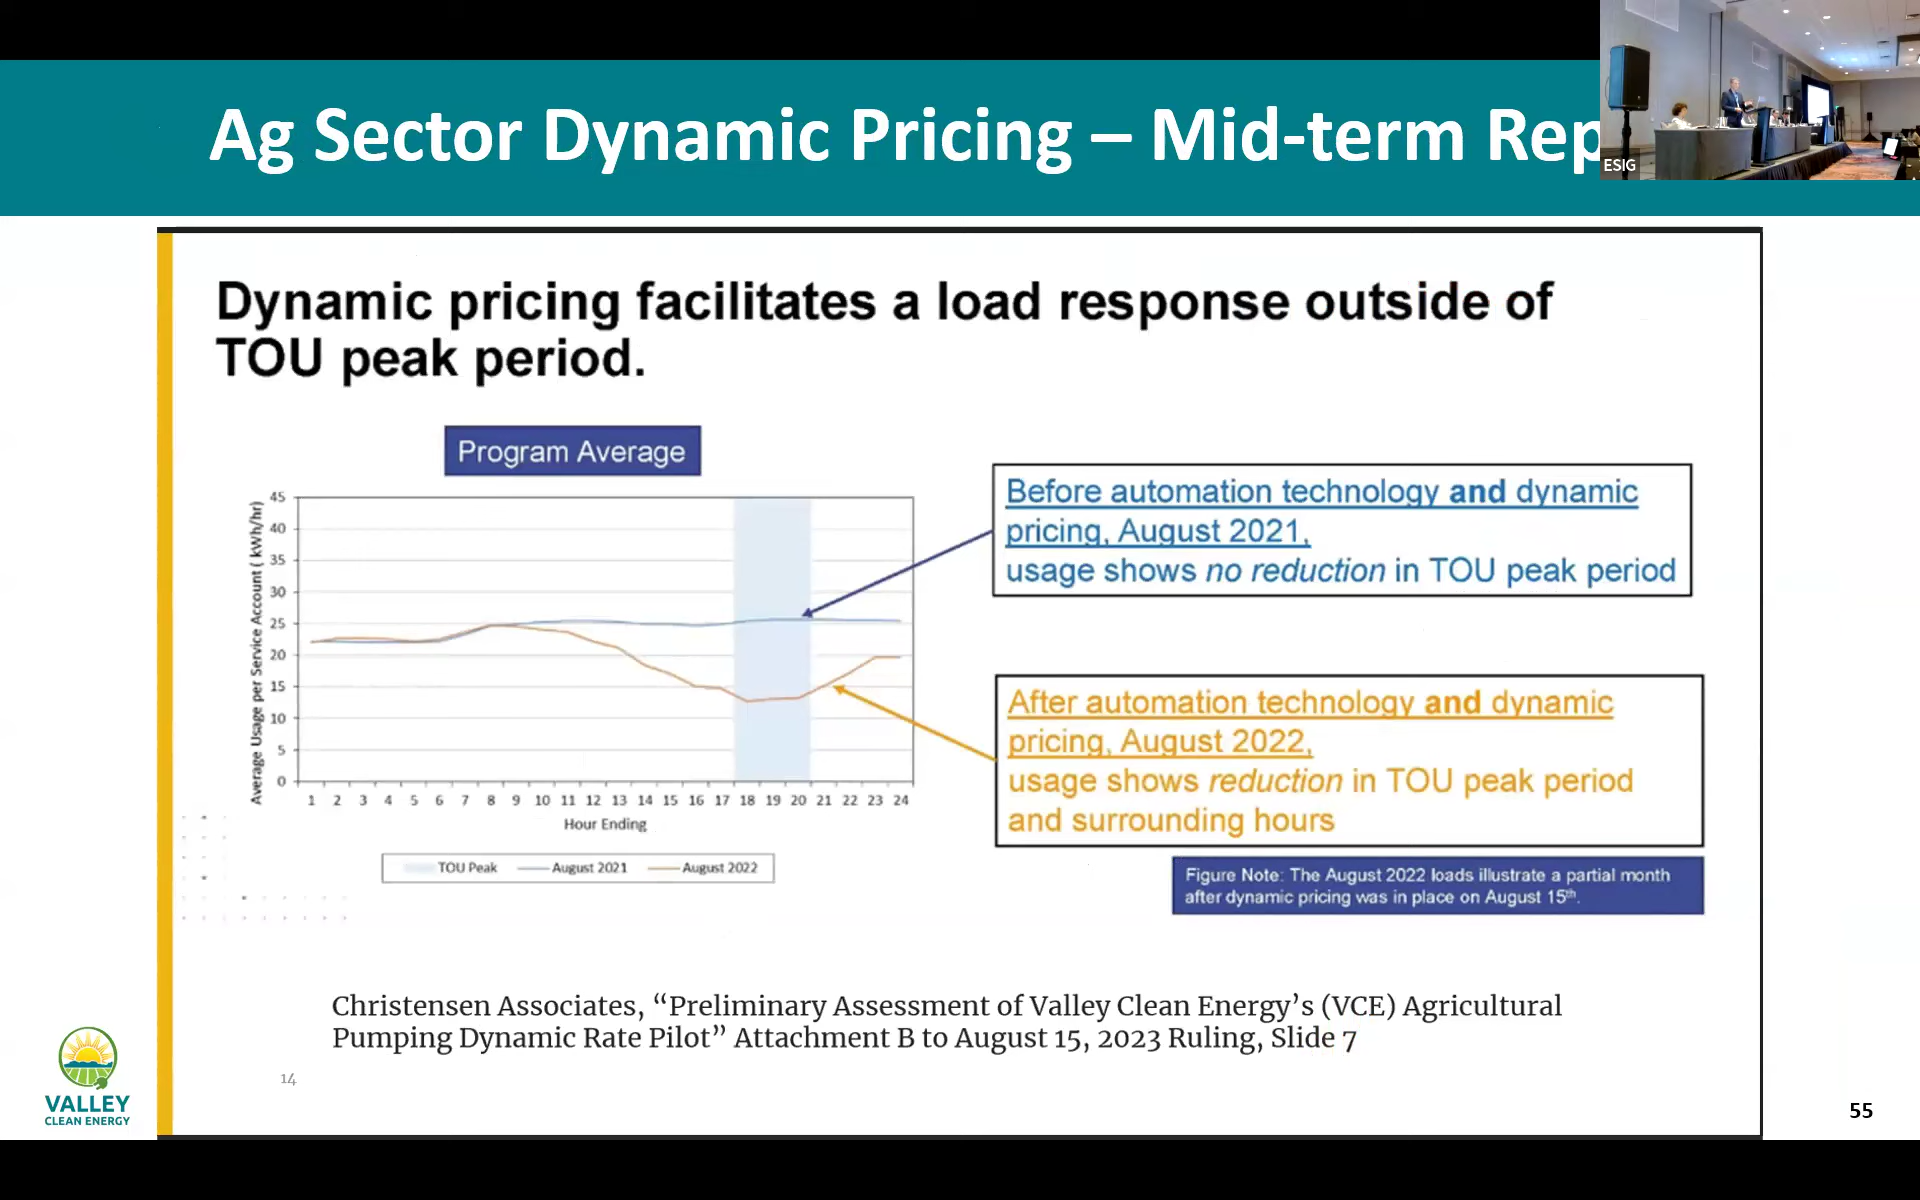 Ag Sector Dynamic Pricing – Mid-term Rep
ESIG
Dynamic pricing facilitates a load response outside of
TOU peak period.
Program Average
Average Usage per Service Account ( kWh/hr)
45
40
35
30
25
20
15
10
5
0
1 2 3 4 5 6 7 8 9 10 11 12 13 14 15 16 17 18 19 20 21 22 23 24
Hour Ending
TOU Peak August 2021 August 2022
Before automation technology and dynamic
pricing, August 2021,
usage shows no reduction in TOU peak period
After automation technology and dynamic
pricing, August 2022,
usage shows reduction in TOU peak period
and surrounding hours
Figure Note: The August 2022 loads illustrate a partial month
after dynamic pricing was in place on August 15th.
Christensen Associates, “Preliminary Assessment of Valley Clean Energy’s (VCE) Agricultural
Pumping Dynamic Rate Pilot” Attachment B to August 15, 2023 Ruling, Slide 7
14
VALLEY
CLEAN ENERGY
55